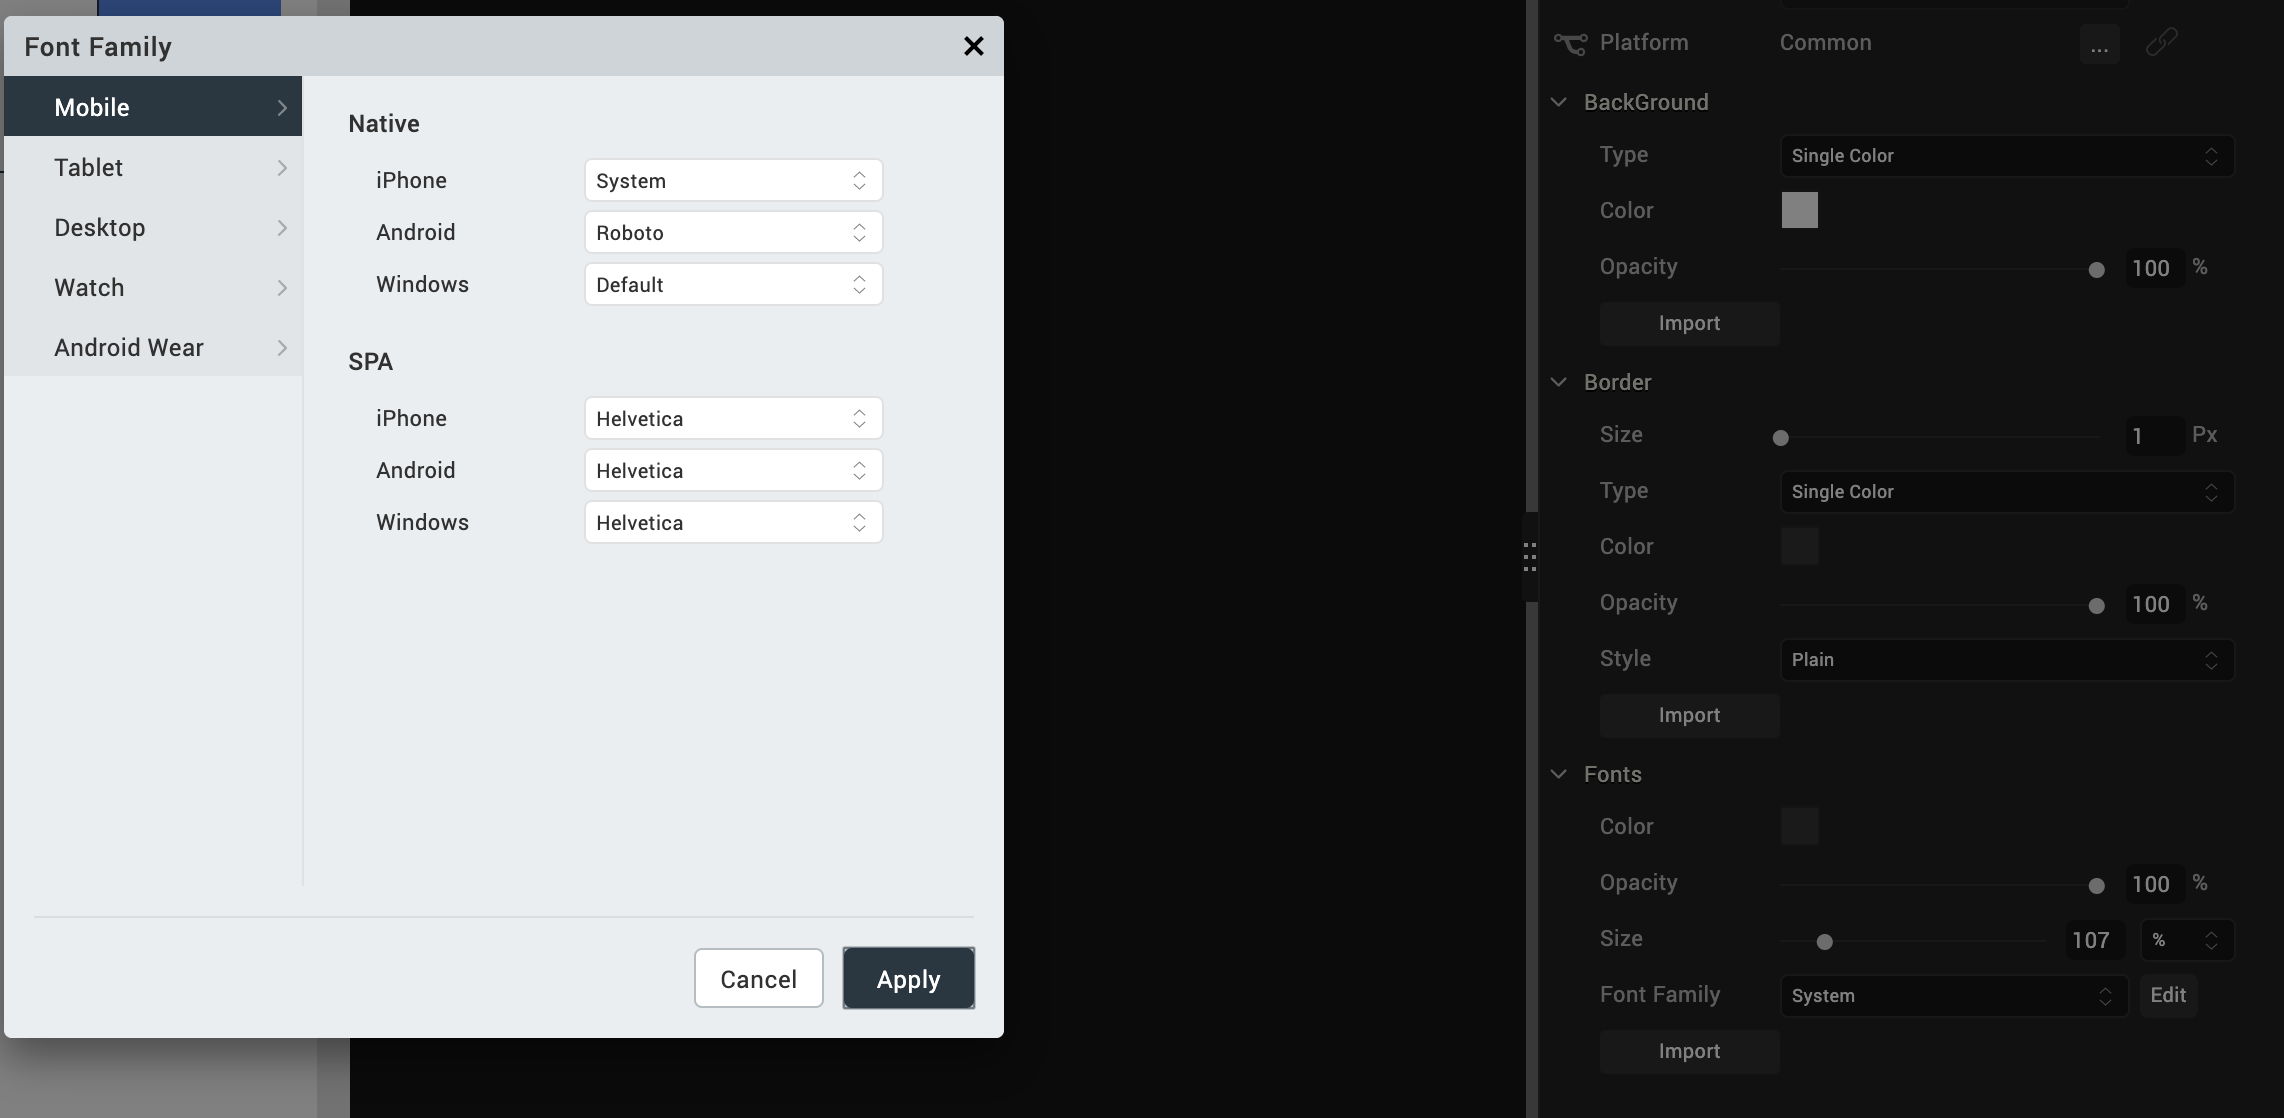 Font Family
Mobile
Tablet
Desktop
Watch
Android Wear
Native
iPhone System
Android Roboto
Windows Default
SPA
iPhone Helvetica
Android Helvetica
Windows Helvetica
Cancel Apply
Platform Common ...
BackGround
Type Single Color
Color
Opacity 100 %
Import
Border
Size 1 Px
Type Single Color
Color
Opacity 100 %
Style Plain
Import
Fonts
Color
Opacity 100 %
Size 107 %
Font Family System Edit
Import